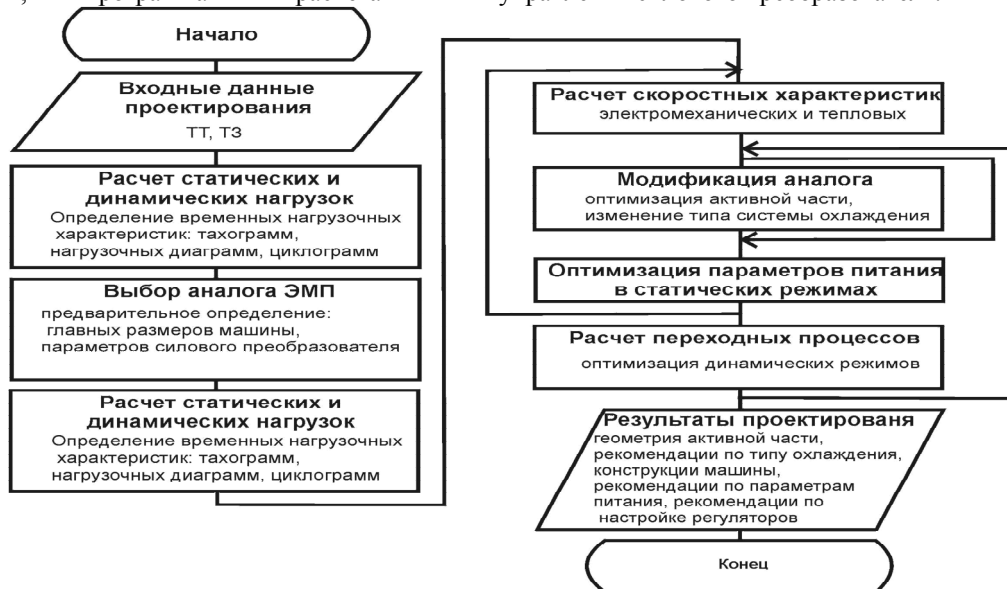 Начало
Входные данные
проектирования
ТТ, ТЗ
Расчет статических и
динамических нагрузок
Определение временных нагрузочных
характеристик: тахограмм,
нагрузочных диаграмм, циклограмм
Выбор аналога ЭМП
предварительное определение:
главных размеров машины,
параметров силового преобразователя
Расчет статических и
динамических нагрузок
Определение временных нагрузочных
характеристик: тахограмм,
нагрузочных диаграмм, циклограмм
Расчет скоростных характеристик
электромеханических и тепловых
Модификация аналога
оптимизация активной части,
изменение типа системы охлаждения
Оптимизация параметров питания
в статических режимах
Расчет переходных процессов
оптимизация динамических режимов
Результаты проектированя
геометрия активной части,
рекомендации по типу охлаждения,
конструкции машины,
рекомендации по параметрам
питания, рекомендации по
настройке регуляторов
Конец